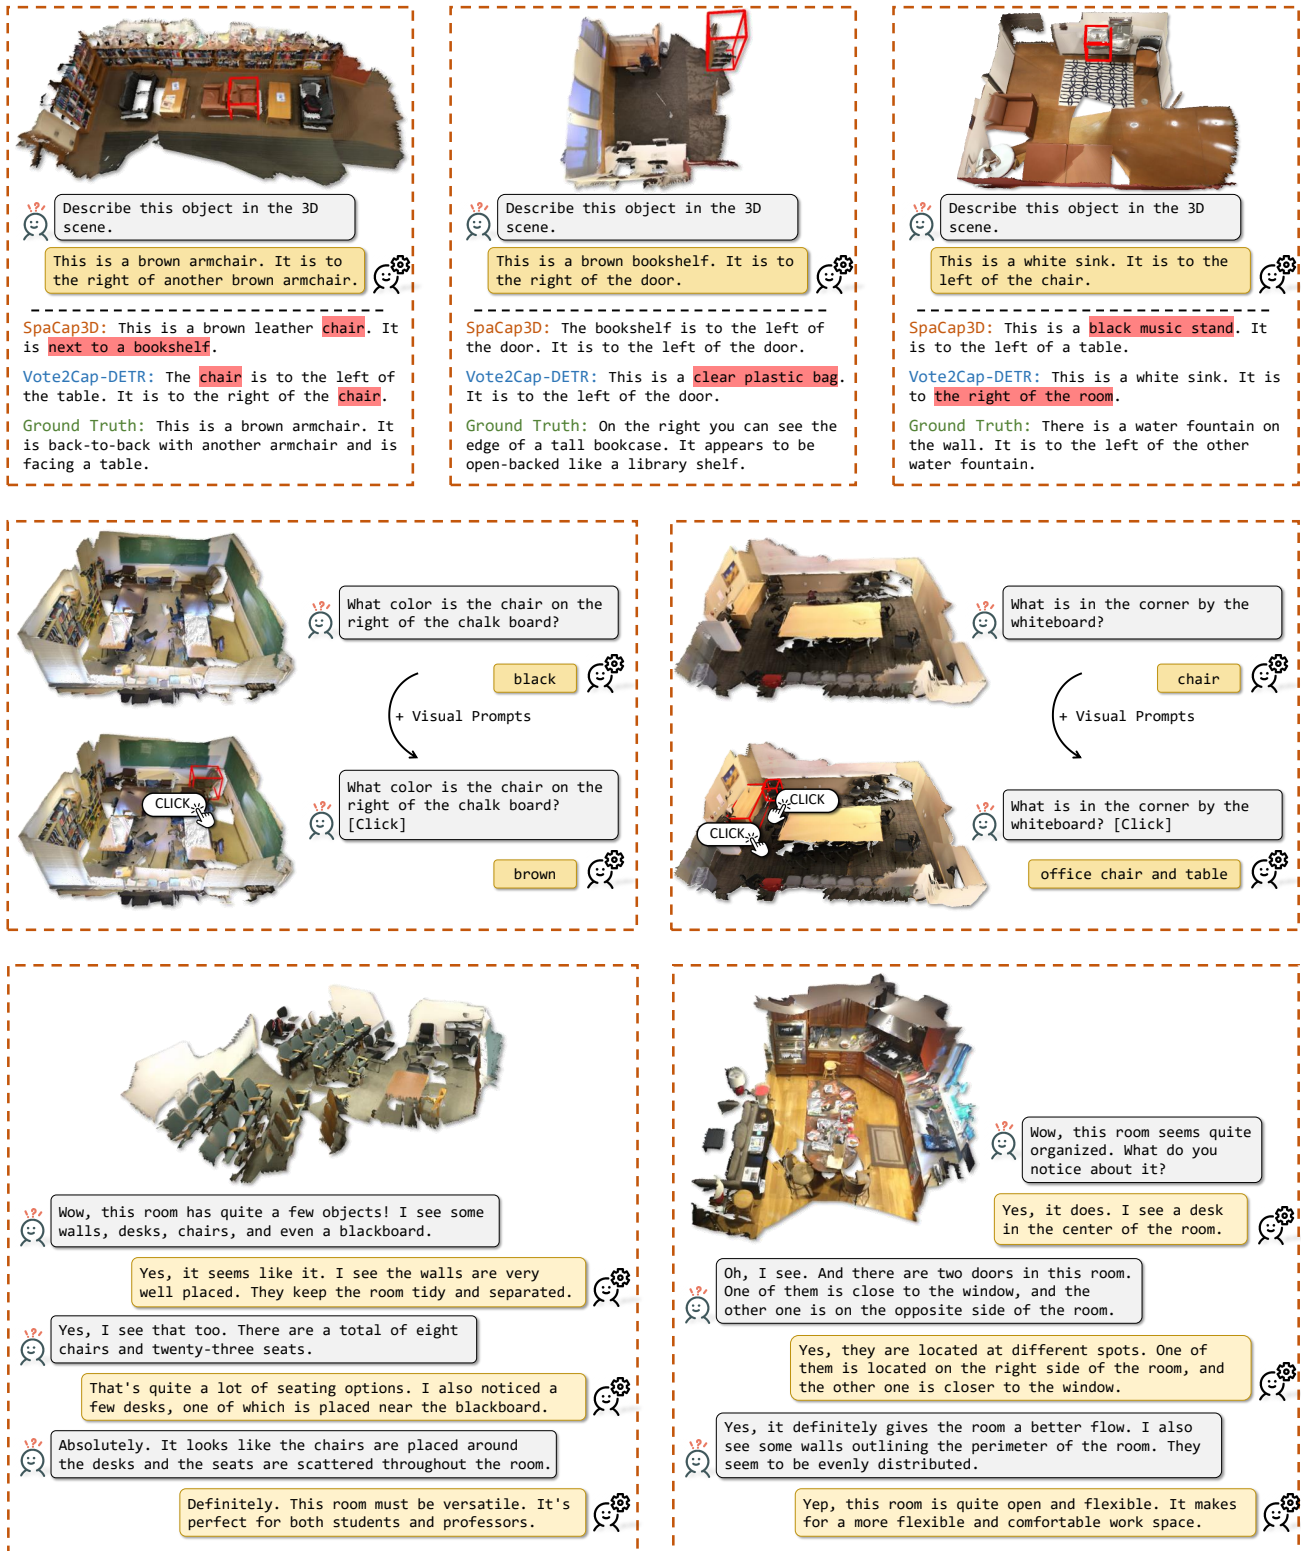 Describe this object in the 3D
scene.
This is a brown armchair. It is to
the right of another brown armchair.
SpaCap3D: This is a brown leather chair. It
is next to a bookshelf.
Vote2Cap-DETR: The chair is to the left of
the table. It is to the right of the chair.
Ground Truth: This is a brown armchair. It
is back-to-back with another armchair and is
facing a table.
Describe this object in the 3D
scene.
This is a brown bookshelf. It is to
the right of the door.
SpaCap3D: The bookshelf is to the left of
the door. It is to the left of the door.
Vote2Cap-DETR: This is a clear plastic bag.
It is to the left of the door.
Ground Truth: On the right you can see the
edge of a tall bookcase. It appears to be
open-backed like a library shelf.
Describe this object in the 3D
scene.
This is a white sink. It is to the
left of the chair.
SpaCap3D: This is a black music stand. It
is to the left of a table.
Vote2Cap-DETR: This is a white sink. It is
to the right of the room.
Ground Truth: There is a water fountain on
the wall. It is to the left of the other
water fountain.
What color is the chair on the
right of the chalk board?
black
+ Visual Prompts
CLICK
What color is the chair on the
right of the chalk board?
[Click]
brown
What is in the corner by the
whiteboard?
chair
+ Visual Prompts
CLICK
CLICK
What is in the corner by the
whiteboard? [Click]
office chair and table
Wow, this room has quite a few objects! I see some
walls, desks, chairs, and even a blackboard.
Yes, it seems like it. I see the walls are very
well placed. They keep the room tidy and separated.
Yes, I see that too. There are a total of eight
chairs and twenty-three seats.
That's quite a lot of seating options. I also noticed a
few desks, one of which is placed near the blackboard.
Absolutely. It looks like the chairs are placed around
the desks and the seats are scattered throughout the room.
Definitely. This room must be versatile. It's
perfect for both students and professors.
Wow, this room seems quite
organized. What do you
notice about it?
Yes, it does. I see a desk
in the center of the room.
Oh, I see. And there are two doors in this room.
One of them is close to the window, and the
other one is on the opposite side of the room.
Yes, they are located at different spots. One of
them is located on the right side of the room, and
the other one is closer to the window.
Yes, it definitely gives the room a better flow. I also
see some walls outlining the perimeter of the room. They
seem to be evenly distributed.
Yep, this room is quite open and flexible. It makes
for a more flexible and comfortable work space.